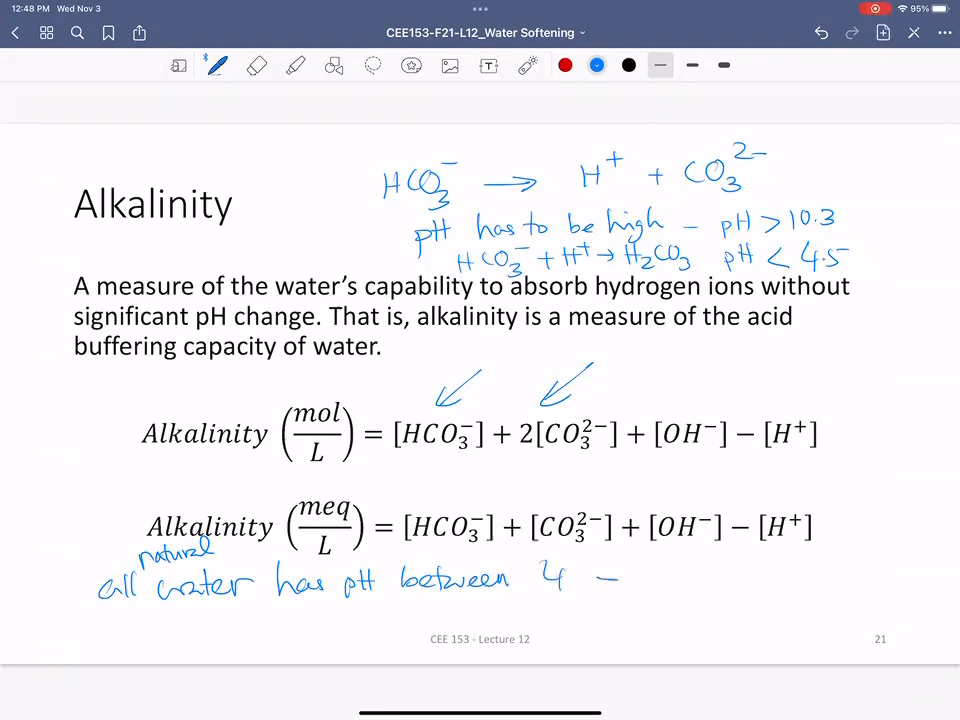 12:48 PM Wed Nov 3
95%
CEE153-F21-L12_Water Softening
T
HCO₃⁻ → H⁺ + CO₃²⁻
Alkalinity
pH has to be high – pH > 10.3
HCO₃⁻ + H⁺ → H₂CO₃ pH < 4.5
A measure of the water’s capability to absorb hydrogen ions without
significant pH change. That is, alkalinity is a measure of the acid
buffering capacity of water.
Alkalinity (mol/L) = [HCO₃⁻] + 2[CO₃²⁻] + [OH⁻] − [H⁺]
Alkalinity (meq/L) = [HCO₃⁻] + [CO₃²⁻] + [OH⁻] − [H⁺]
natural
all water has pH between 4 –
CEE 153 - Lecture 12
21